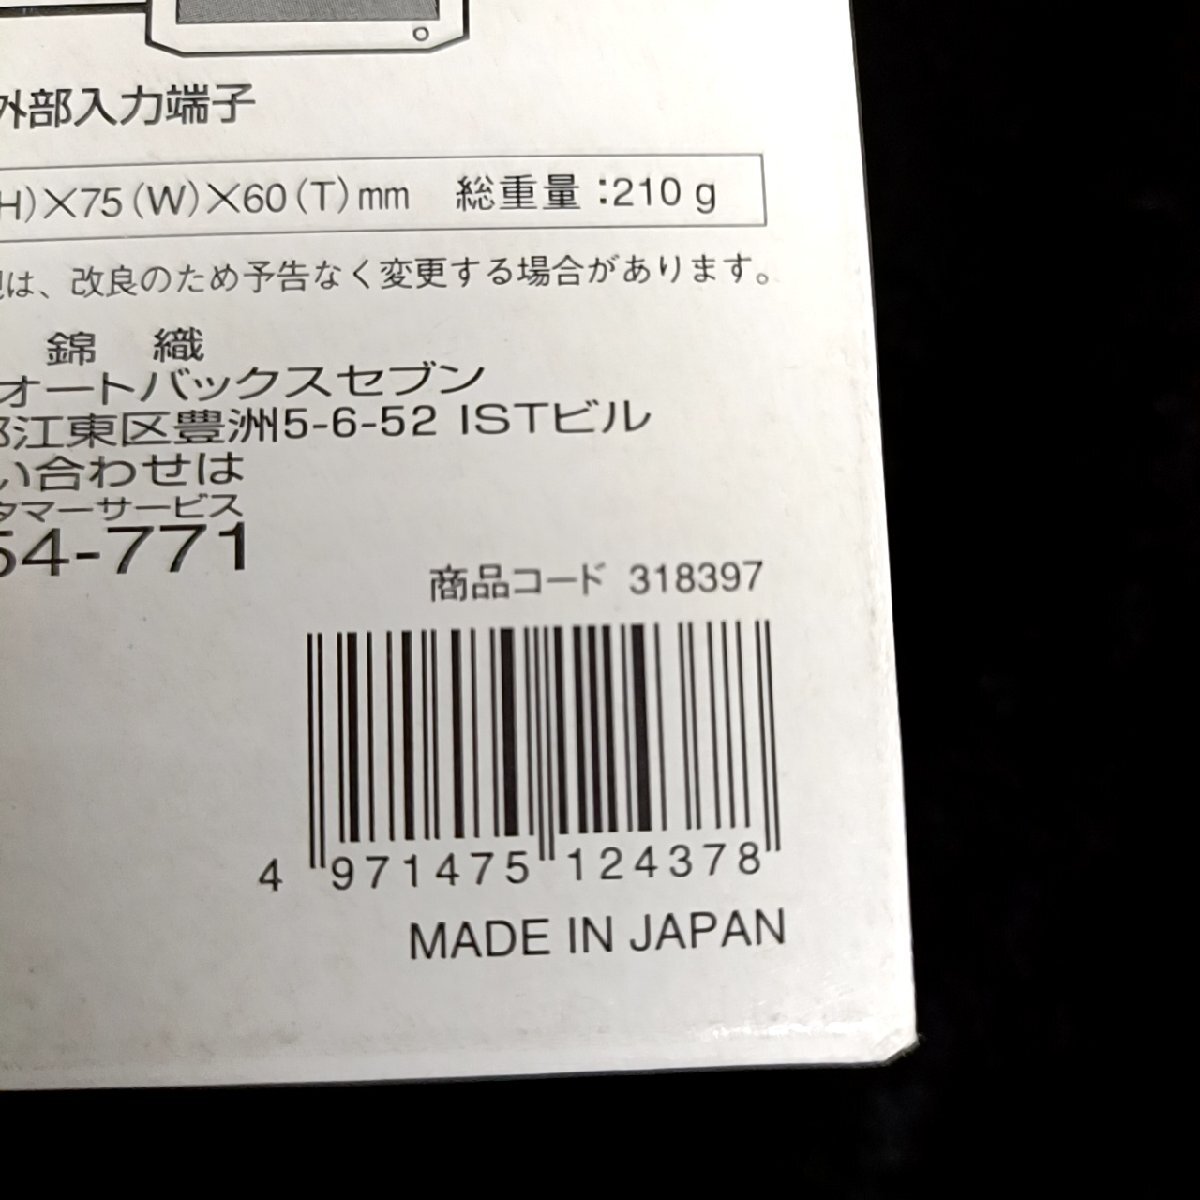 外部入力端子
H)×75(W)×60(T)mm 総重量:210g
は、改良のため予告なく変更する場合があります。
錦 織
オートバックスセブン
江東区豊洲5-6-52 ISTビル
い合わせは
タマーサービス
54-771
商品コード 318397
4 971475 124378
MADE IN JAPAN